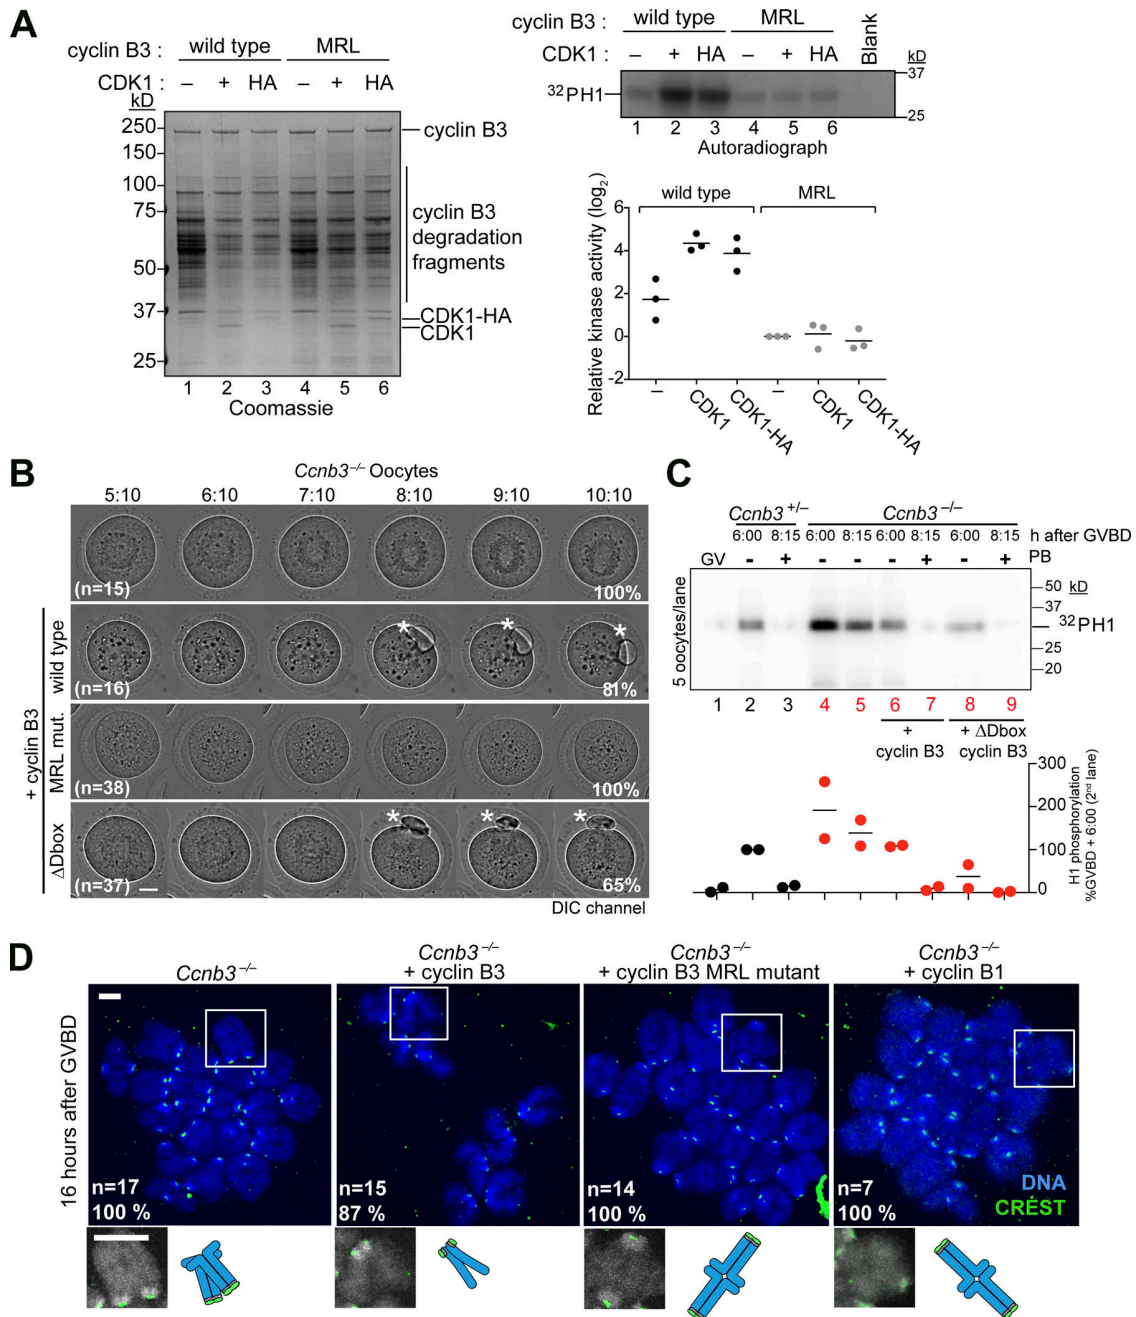 A
cyclin B3 : wild type MRL
CDK1 : – + HA – + HA
kD
250
150
100
75
50
37
25
cyclin B3
cyclin B3
degradation
fragments
CDK1-HA
CDK1
1 2 3 4 5 6
Coomassie
cyclin B3 : wild type MRL Blank
CDK1 : – + HA – + HA kD
37
32PH1
25
1 2 3 4 5 6
Autoradiograph
Relative kinase activity (log2)
wild type MRL
6
4
2
0
-2
– CDK1 CDK1-HA – CDK1 CDK1-HA
B
Ccnb3–/– Oocytes
5:10 6:10 7:10 8:10 9:10 10:10
(n=15) 100%
+ cyclin B3
wild type
* * *
(n=16) 81%
MRL mut.
(n=38) 100%
ΔDbox
* * *
(n=37) 65%
DIC channel
C
Ccnb3+/– Ccnb3–/–
6:00 8:15 6:00 8:15 6:00 8:15 6:00 8:15 h after GVBD
GV - + - - - + - + PB
5 oocytes/lane
50 kD
37
32PH1
25
20
1 2 3 4 5 6 7 8 9
+ + ΔDbox
cyclin B3 cyclin B3
300
200
100
0
H1 phosphorylation
%GVBD + 6:00 (2nd lane)
D
16 hours after GVBD
Ccnb3–/–
n=17
100 %
Ccnb3–/–
+ cyclin B3
n=15
87 %
Ccnb3–/–
+ cyclin B3 MRL mutant
n=14
100 %
Ccnb3–/–
+ cyclin B1
n=7
100 %
DNA
CREST